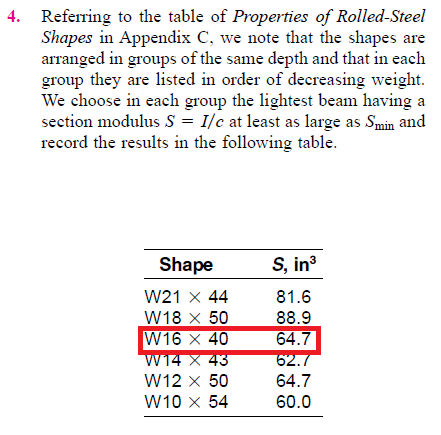 4. Referring to the table of Properties of Rolled-Steel
Shapes in Appendix C, we note that the shapes are
arranged in groups of the same depth and that in each
group they are listed in order of decreasing weight.
We choose in each group the lightest beam having a
section modulus S = I/c at least as large as Smin and
record the results in the following table.
Shape S, in³
W21 × 44 81.6
W18 × 50 88.9
W16 × 40 64.7
W14 × 43 62.7
W12 × 50 64.7
W10 × 54 60.0